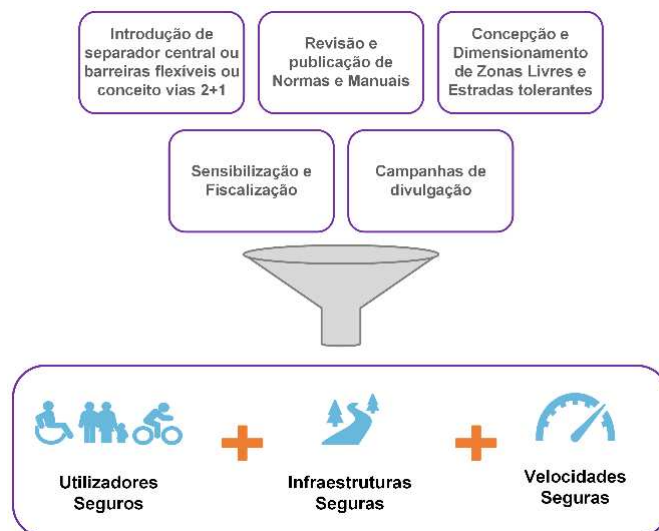 Introdução de
separador central ou
barreiras flexíveis ou
conceito vias 2+1
Revisão e
publicação de
Normas e Manuais
Concepção e
Dimensionamento
de Zonas Livres e
Estradas tolerantes
Sensibilização e
Fiscalização
Campanhas de
divulgação
Utilizadores
Seguros
Infraestruturas
Seguras
Velocidades
Seguras